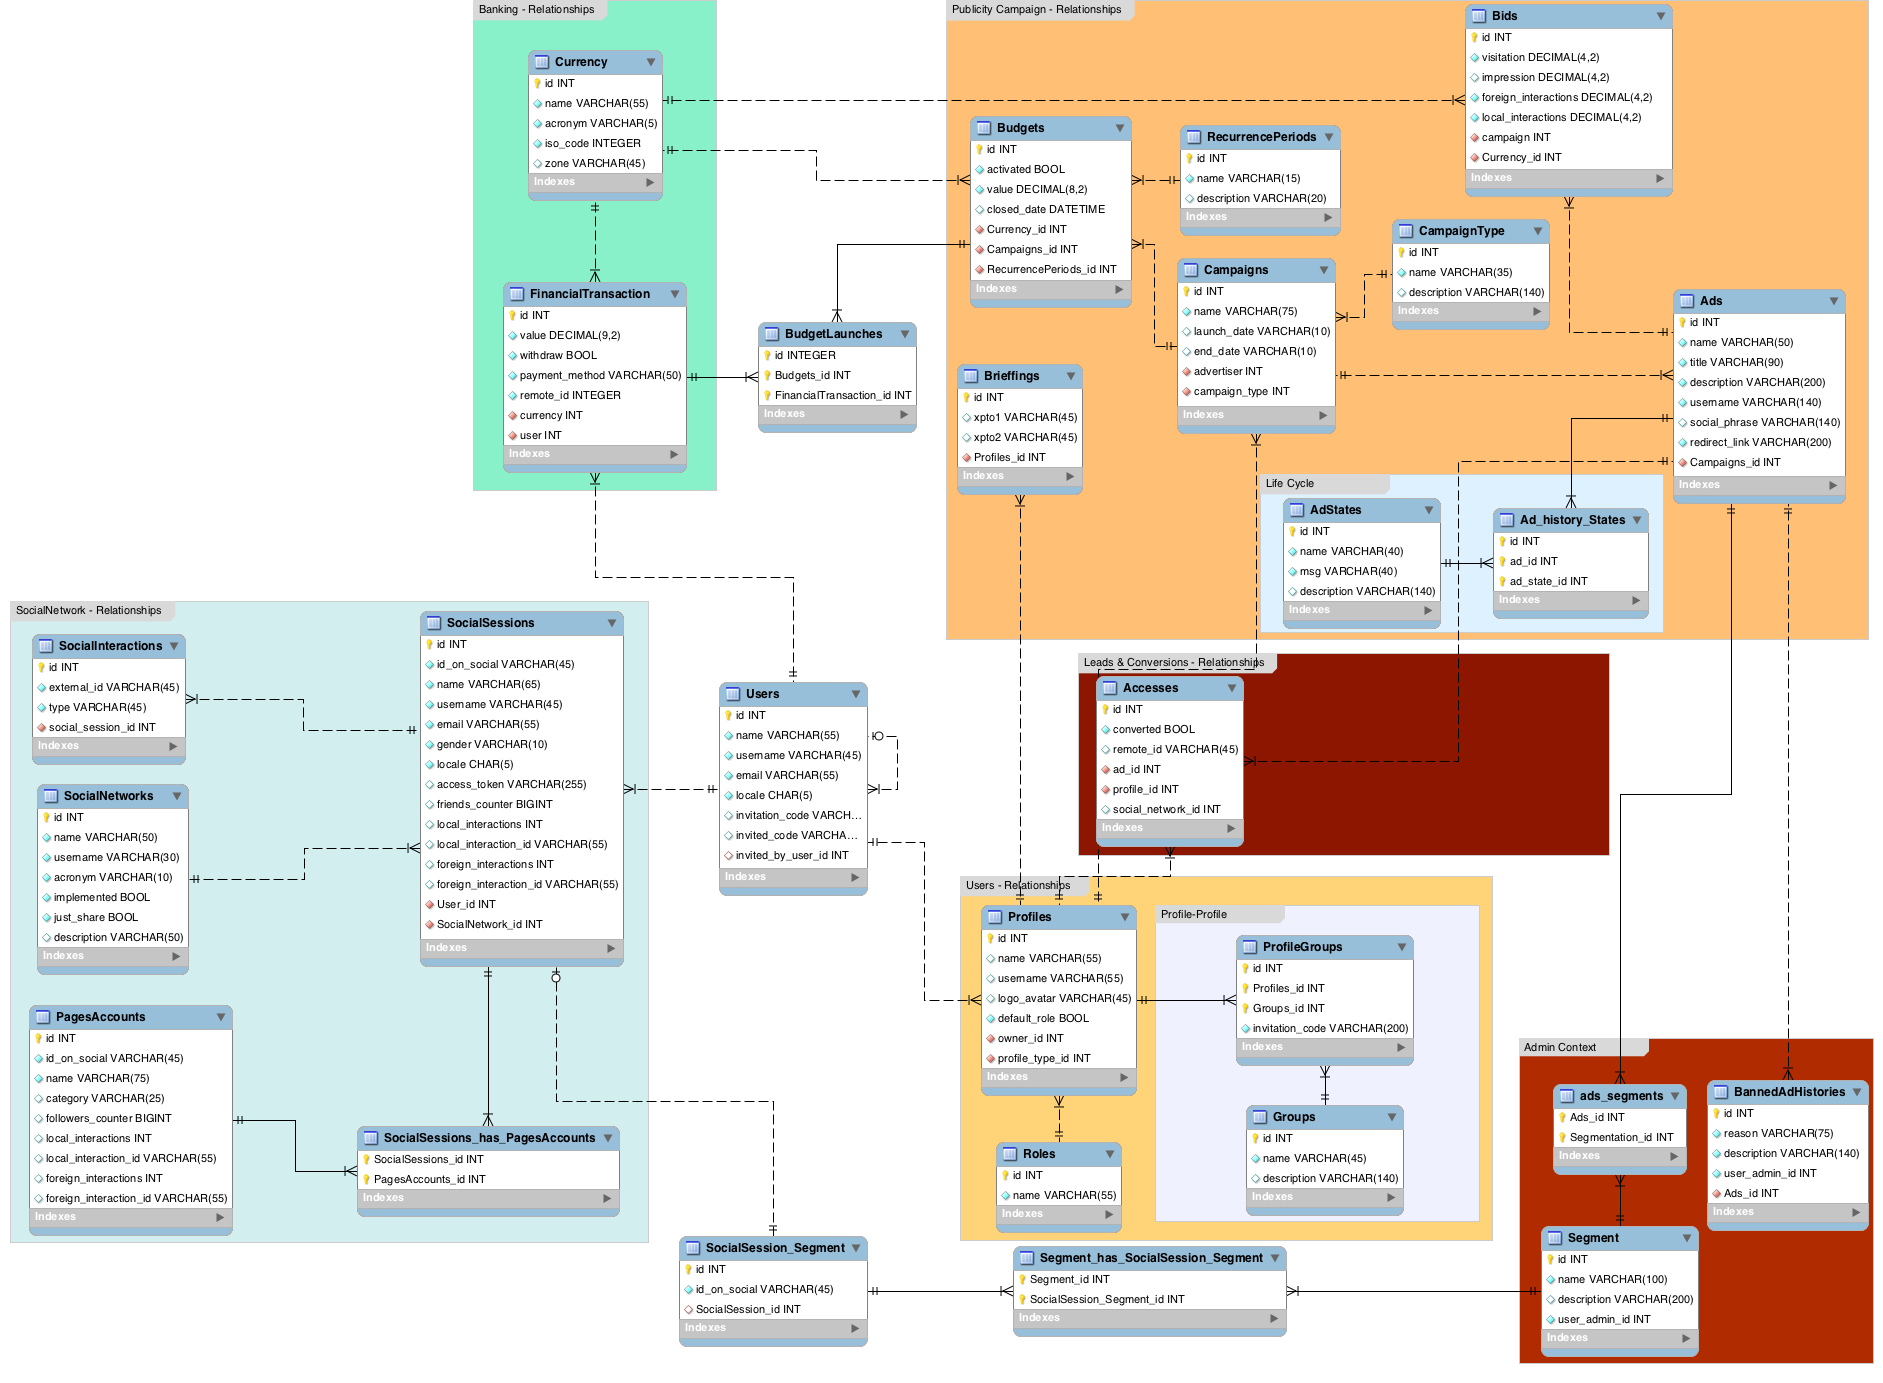 Banking - Relationships
Currency
id INT
name VARCHAR(55)
acronym VARCHAR(5)
iso_code INTEGER
zone VARCHAR(45)
Indexes
FinancialTransaction
id INT
value DECIMAL(9,2)
withdraw BOOL
payment_method VARCHAR(50)
remote_id INTEGER
currency INT
user INT
Indexes
BudgetLaunches
id INTEGER
Budgets_id INT
FinancialTransaction_id INT
Indexes
Publicity Campaign - Relationships
Bids
id INT
visitation DECIMAL(4,2)
impression DECIMAL(4,2)
foreign_interactions DECIMAL(4,2)
local_interactions DECIMAL(4,2)
campaign INT
Currency_id INT
Indexes
Budgets
id INT
activated BOOL
value DECIMAL(8,2)
closed_date DATETIME
Currency_id INT
Campaigns_id INT
RecurrencePeriods_id INT
Indexes
RecurrencePeriods
id INT
name VARCHAR(15)
description VARCHAR(20)
Indexes
CampaignType
id INT
name VARCHAR(35)
description VARCHAR(140)
Indexes
Campaigns
id INT
name VARCHAR(75)
launch_date VARCHAR(10)
end_date VARCHAR(10)
advertiser INT
campaign_type INT
Indexes
Ads
id INT
name VARCHAR(50)
title VARCHAR(90)
description VARCHAR(200)
username VARCHAR(140)
social_phrase VARCHAR(140)
redirect_link VARCHAR(200)
Campaigns_id INT
Indexes
Brieffings
id INT
xpto1 VARCHAR(45)
xpto2 VARCHAR(45)
Profiles_id INT
Indexes
Life Cycle
AdStates
id INT
name VARCHAR(40)
msg VARCHAR(40)
description VARCHAR(140)
Indexes
Ad_history_States
id INT
ad_id INT
ad_state_id INT
Indexes
SocialNetwork - Relationships
SocialInteractions
id INT
external_id VARCHAR(45)
type VARCHAR(45)
social_session_id INT
Indexes
SocialNetworks
id INT
name VARCHAR(50)
username VARCHAR(30)
acronym VARCHAR(10)
implemented BOOL
just_share BOOL
description VARCHAR(50)
Indexes
SocialSessions
id INT
id_on_social VARCHAR(45)
name VARCHAR(65)
username VARCHAR(45)
email VARCHAR(55)
gender VARCHAR(10)
locale CHAR(5)
access_token VARCHAR(255)
friends_counter BIGINT
local_interactions INT
local_interaction_id VARCHAR(55)
foreign_interactions INT
foreign_interaction_id VARCHAR(55)
User_id INT
SocialNetwork_id INT
Indexes
PagesAccounts
id INT
id_on_social VARCHAR(45)
name VARCHAR(75)
category VARCHAR(25)
followers_counter BIGINT
local_interactions INT
local_interaction_id VARCHAR(55)
foreign_interactions INT
foreign_interaction_id VARCHAR(55)
Indexes
SocialSessions_has_PagesAccounts
SocialSessions_id INT
PagesAccounts_id INT
Indexes
Users
id INT
name VARCHAR(55)
username VARCHAR(45)
email VARCHAR(55)
locale CHAR(5)
invitation_code VARCH...
invited_code VARCHA...
invited_by_user_id INT
Indexes
Leads & Conversions - Relationships
Accesses
id INT
converted BOOL
remote_id VARCHAR(45)
ad_id INT
profile_id INT
social_network_id INT
Indexes
Users - Relationships
Profiles
id INT
name VARCHAR(55)
username VARCHAR(55)
logo_avatar VARCHAR(45)
default_role BOOL
owner_id INT
profile_type_id INT
Indexes
Roles
id INT
name VARCHAR(55)
Indexes
Profile-Profile
ProfileGroups
id INT
Profiles_id INT
Groups_id INT
invitation_code VARCHAR(200)
Indexes
Groups
id INT
name VARCHAR(45)
description VARCHAR(140)
Indexes
Admin Context
ads_segments
Ads_id INT
Segmentation_id INT
Indexes
BannedAdHistories
id INT
reason VARCHAR(75)
description VARCHAR(140)
user_admin_id INT
Ads_id INT
Indexes
Segment
id INT
name VARCHAR(100)
description VARCHAR(200)
user_admin_id INT
Indexes
SocialSession_Segment
id INT
id_on_social VARCHAR(45)
SocialSession_id INT
Indexes
Segment_has_SocialSession_Segment
Segment_id INT
SocialSession_Segment_id INT
Indexes